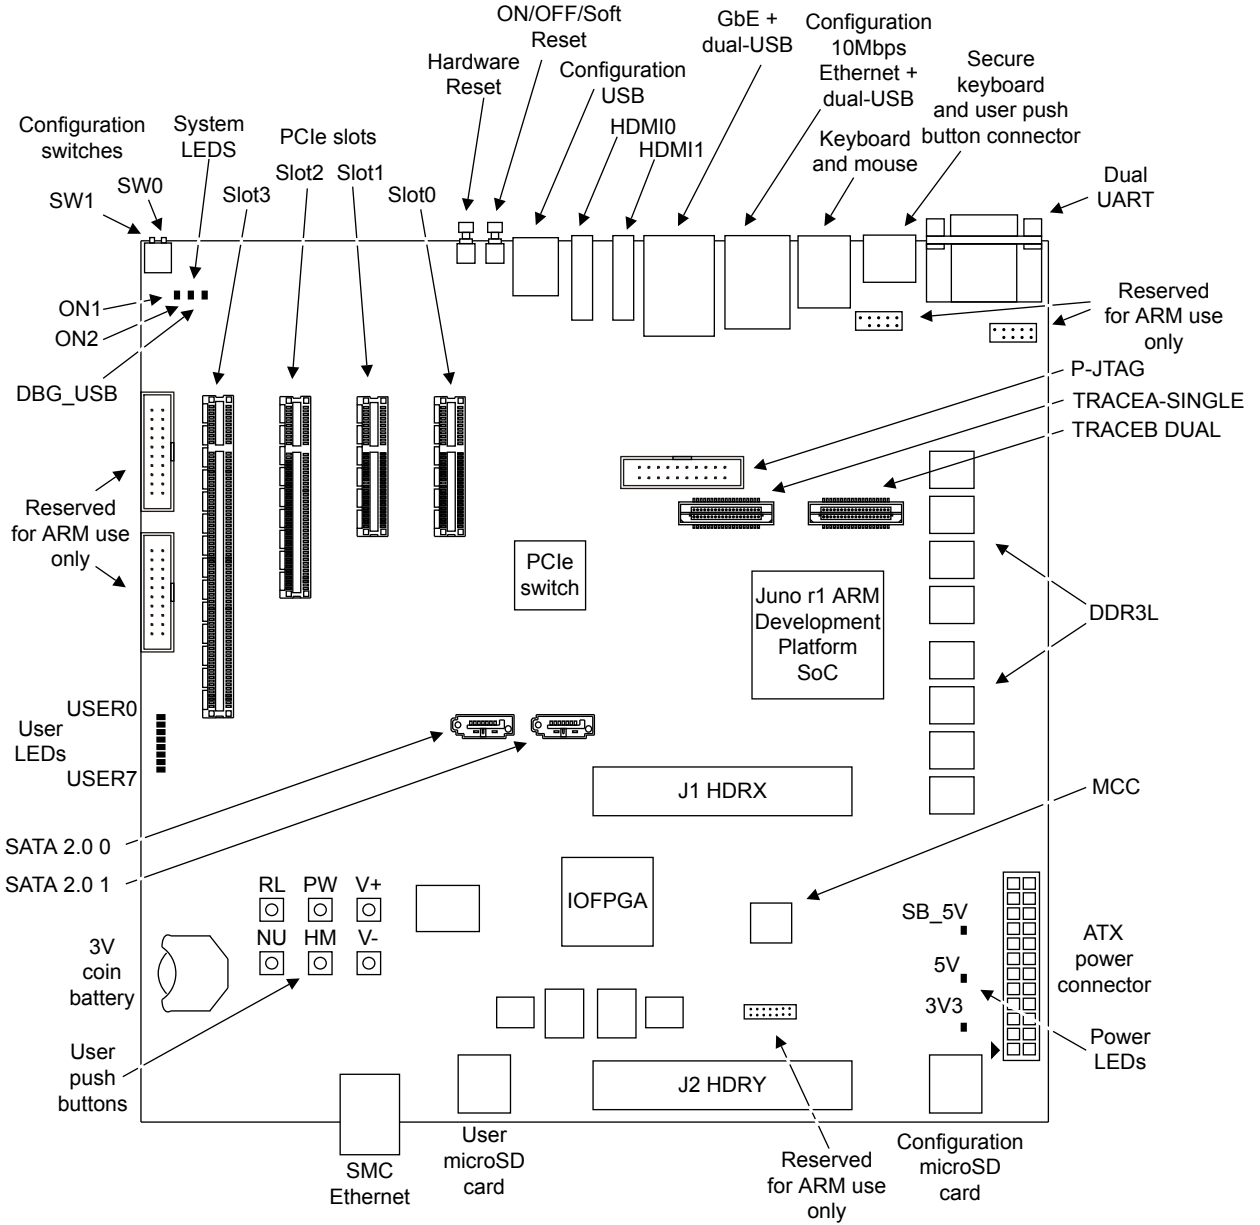 ON/OFF/Soft
Reset
GbE +
dual-USB
Configuration
10Mbps
Ethernet +
dual-USB
Hardware
Reset
Configuration
USB
Secure
keyboard
and user push
button connector
Configuration
switches
System
LEDS
PCIe slots
HDMI0
HDMI1
Keyboard
and mouse
SW0
SW1
Slot3
Slot2
Slot1
Slot0
Dual
UART
ON1
ON2
DBG_USB
Reserved
for ARM use
only
P-JTAG
TRACEA-SINGLE
TRACEB DUAL
Reserved
for ARM use
only
PCIe
switch
Juno r1 ARM
Development
Platform
SoC
DDR3L
USER0
User
LEDs
USER7
J1 HDRX
MCC
SATA 2.0 0
SATA 2.0 1
RL
PW
V+
NU
HM
V-
IOFPGA
SB_5V
5V
3V3
ATX
power
connector
3V
coin
battery
Power
LEDs
User
push
buttons
J2 HDRY
SMC
Ethernet
User
microSD
card
Reserved
for ARM use
only
Configuration
microSD
card